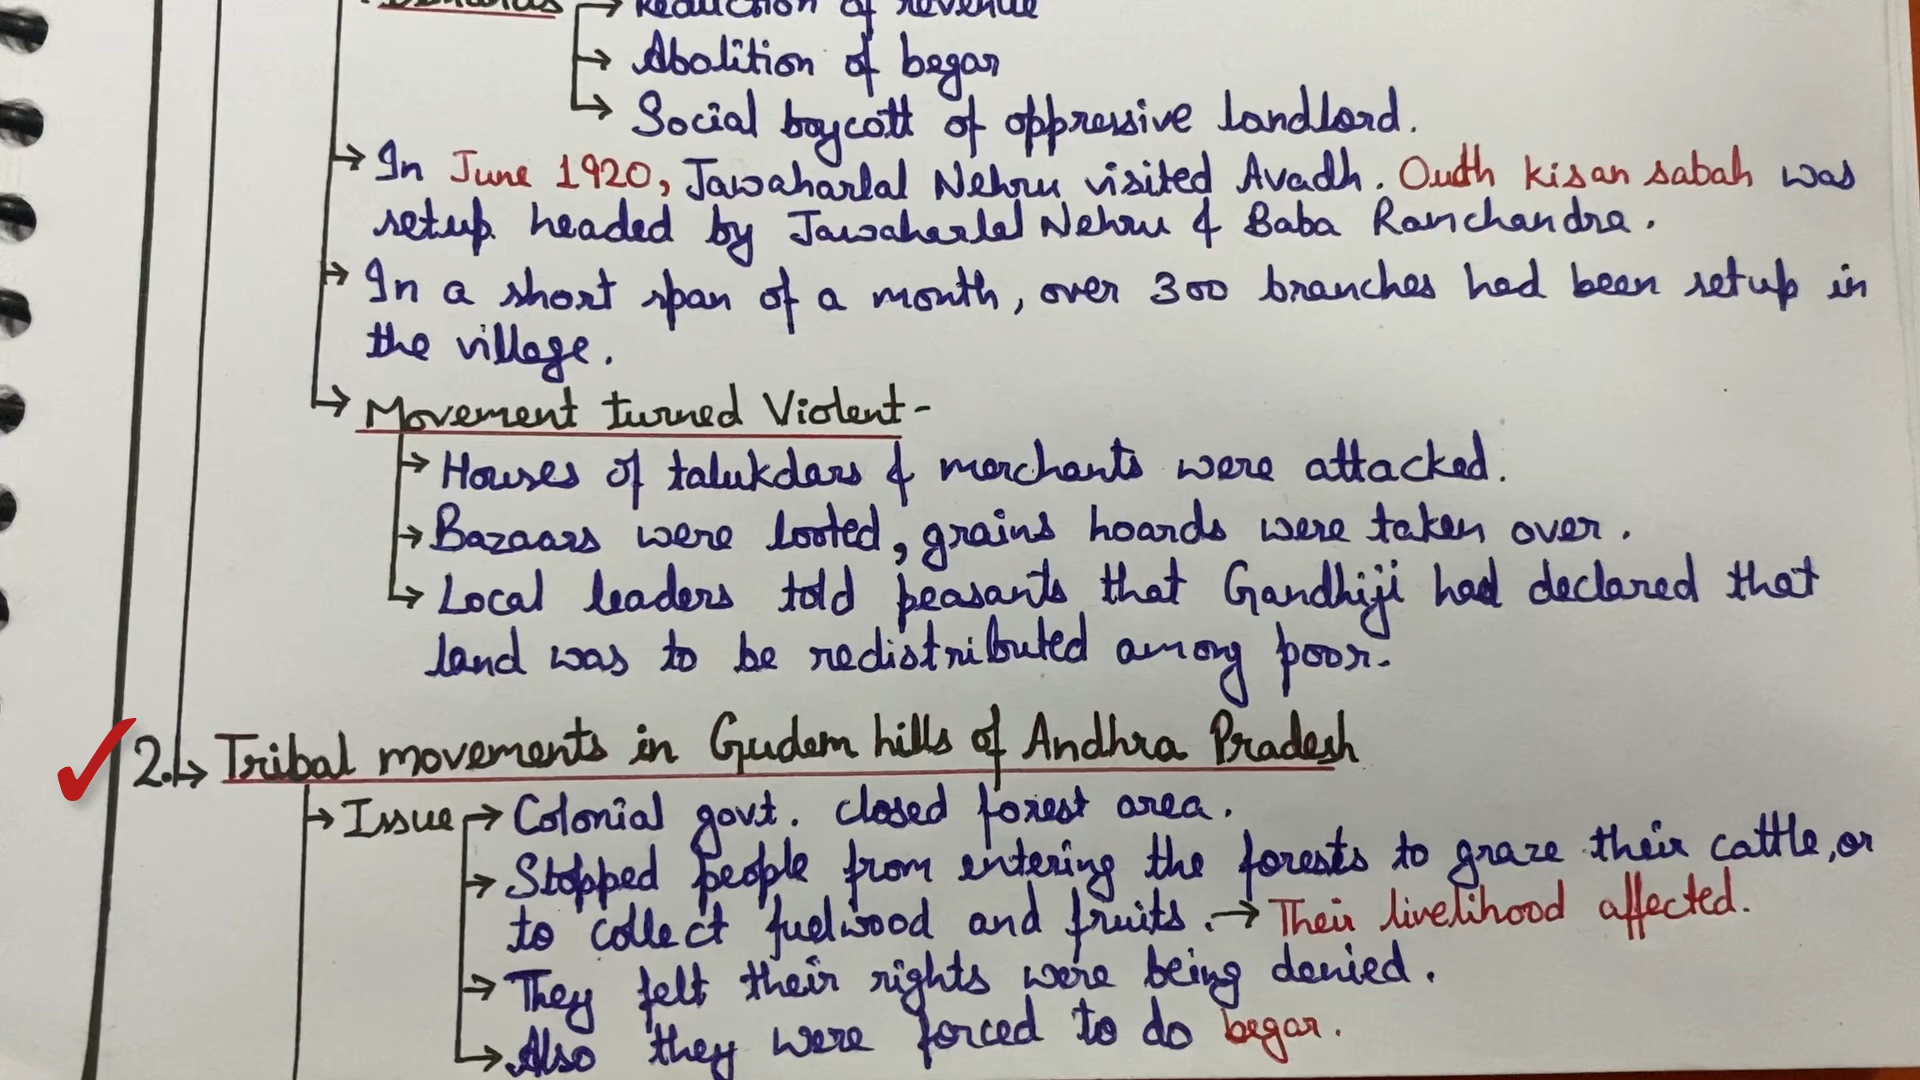 Demands → Reduction of revenue
→ Abolition of begar
→ Social boycott of oppressive landlord.
→ In June 1920, Jawaharlal Nehru visited Avadh. Oudh kisan sabah was
setup headed by Jawaharlal Nehru & Baba Ramchandra.
→ In a short span of a month, over 300 branches had been setup in
the village.
→ Movement turned Violent-
→ Houses of talukdars & merchants were attacked.
→ Bazaars were looted, grains hoards were taken over.
→ Local leaders told peasants that Gandhiji had declared that
land was to be redistributed among poor.
2. → Tribal movements in Gudem hills of Andhra Pradesh
→ Issue → Colonial govt. closed forest area.
→ Stopped people from entering the forests to graze their cattle, or
to collect fuelwood and fruits. → Their livelihood affected.
→ They felt their rights were being denied.
→ Also they were forced to do begar.